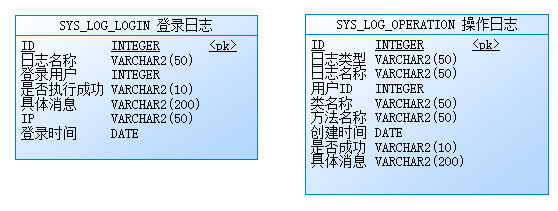 SYS_LOG_LOGIN 登录日志
ID INTEGER <pk>
日志名称 VARCHAR2(50)
登录用户 INTEGER
是否执行成功 VARCHAR2(10)
具体消息 VARCHAR2(200)
IP VARCHAR2(50)
登录时间 DATE
SYS_LOG_OPERATION 操作日志
ID INTEGER <pk>
日志类型 VARCHAR2(50)
日志名称 VARCHAR2(50)
用户ID INTEGER
类名称 VARCHAR2(50)
方法名称 VARCHAR2(50)
创建时间 DATE
是否成功 VARCHAR2(10)
具体消息 VARCHAR2(200)